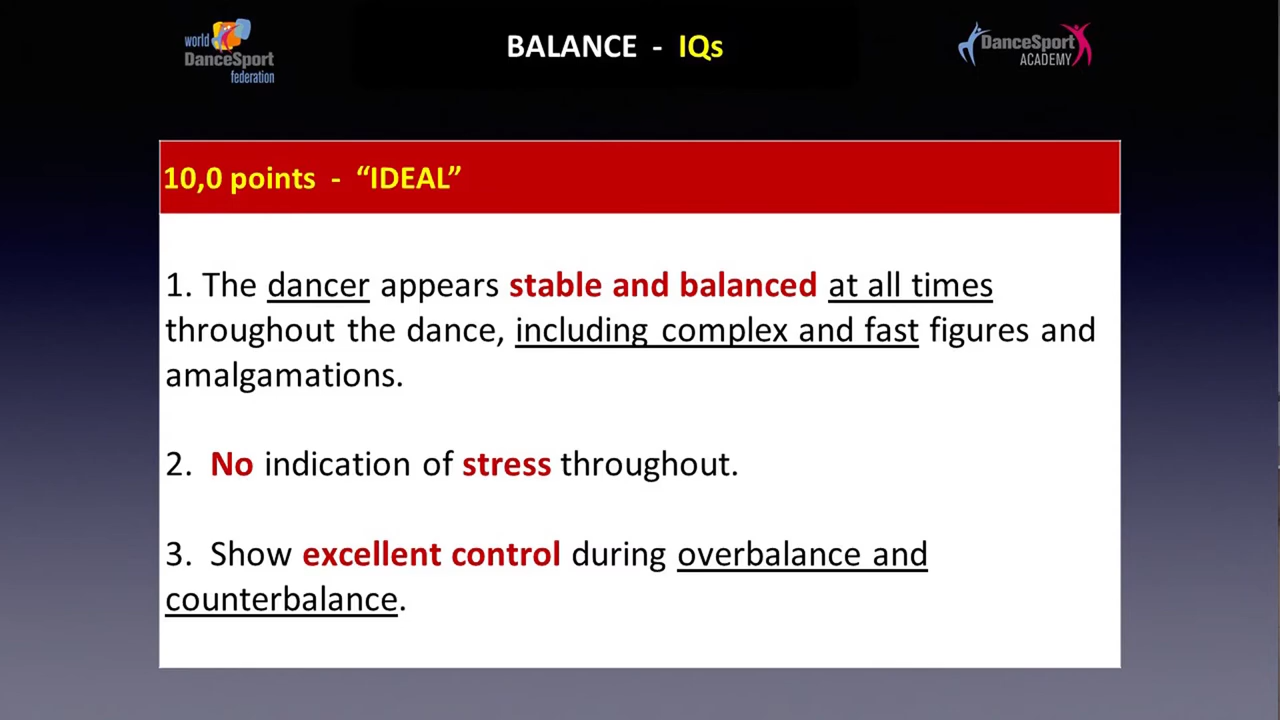 world
DanceSport
federation
BALANCE - IQs
DanceSport
ACADEMY
10,0 points - “IDEAL”
1. The dancer appears stable and balanced at all times
throughout the dance, including complex and fast figures and
amalgamations.
2. No indication of stress throughout.
3. Show excellent control during overbalance and
counterbalance.